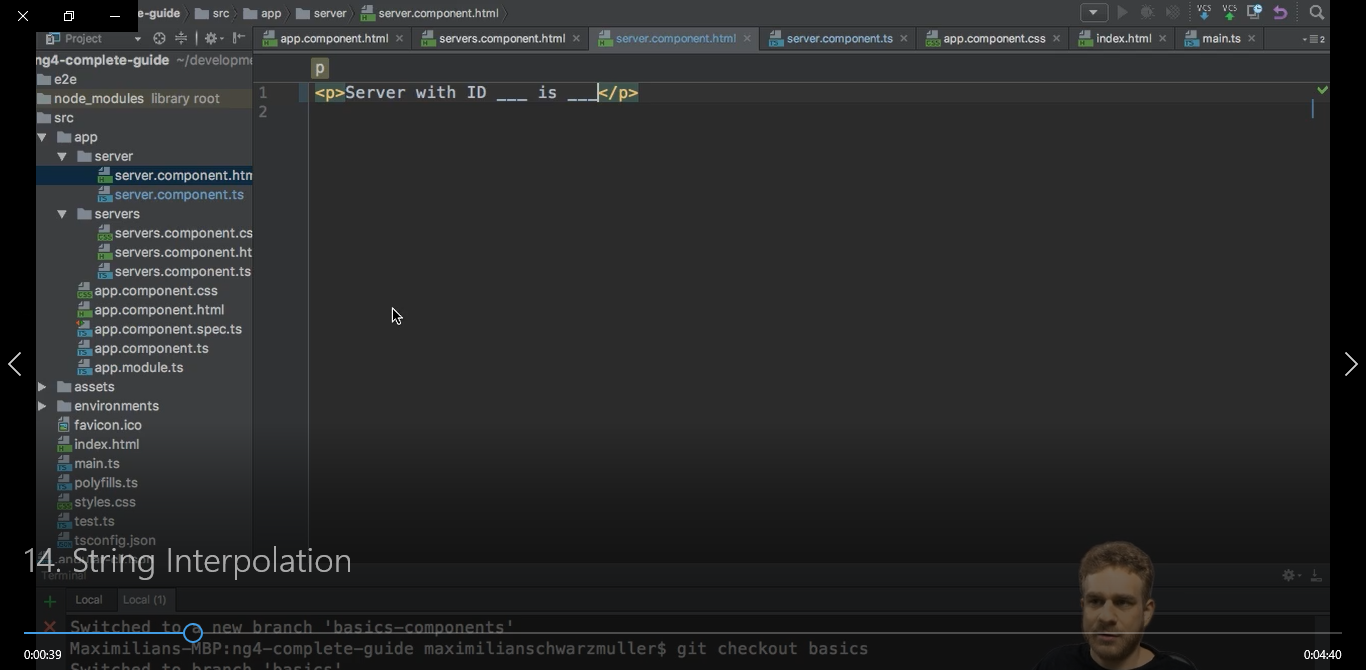 e-guide src app server server.component.html
VCS VCS
Project
app.component.html servers.component.html server.component.html server.component.ts app.component.css index.html main.ts 2
ng4-complete-guide ~/developme
p
e2e
1 <p>Server with ID ___ is ___</p>
node_modules library root
2
src
app
server
server.component.htm
server.component.ts
servers
servers.component.cs
servers.component.ht
servers.component.ts
app.component.css
app.component.html
app.component.spec.ts
app.component.ts
app.module.ts
assets
environments
favicon.ico
index.html
main.ts
polyfills.ts
styles.css
test.ts
tsconfig.json
14. String Interpolation
Terminal
Local Local (1)
Switched to a new branch 'basics-components'
0:00:39 Maximilians-MBP:ng4-complete-guide maximilianschwarzmuller$ git checkout basics 0:04:40
Switched to branch 'basics'